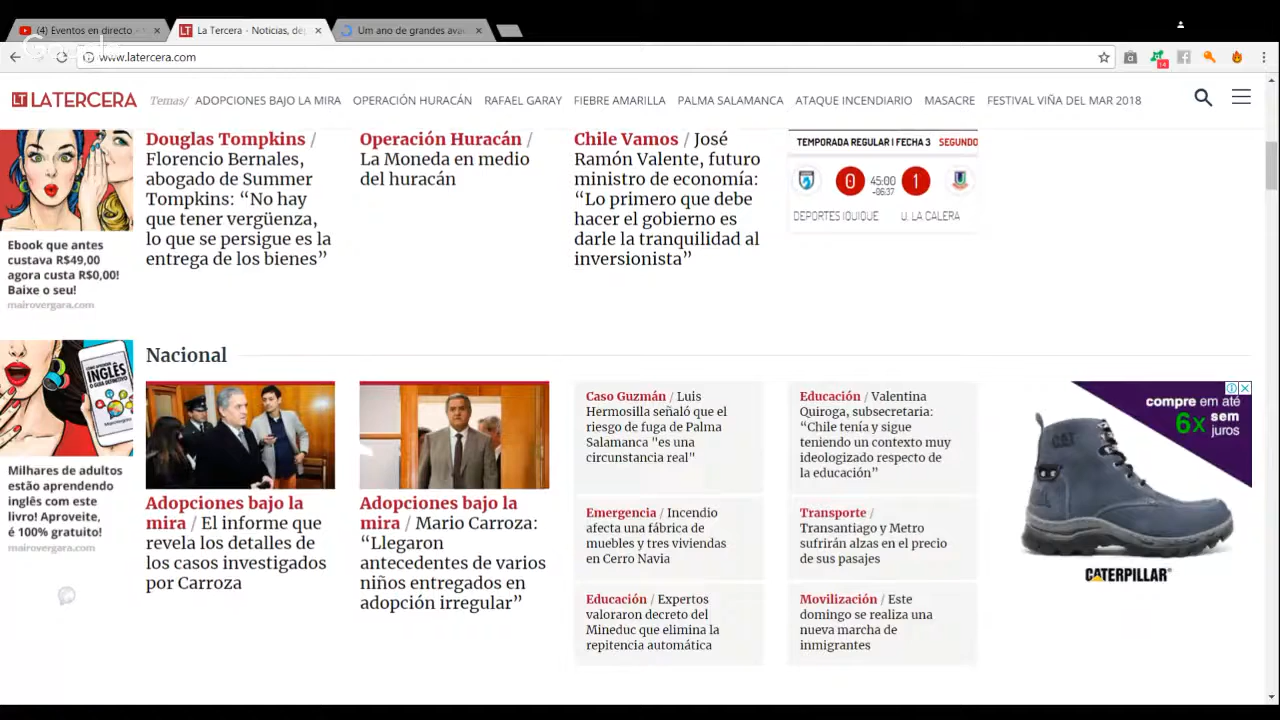 (4) Eventos en directo -
La Tercera - Noticias, dep
Um ano de grandes ava
www.latercera.com
14
LT LATERCERA
Temas/ ADOPCIONES BAJO LA MIRA OPERACIÓN HURACÁN RAFAEL GARAY FIEBRE AMARILLA PALMA SALAMANCA ATAQUE INCENDIARIO MASACRE FESTIVAL VIÑA DEL MAR 2018
Ebook que antes
custava R$49,00
agora custa R$0,00!
Baixe o seu!
mairovergara.com
Douglas Tompkins /
Florencio Bernales,
abogado de Summer
Tompkins: “No hay
que tener vergüenza,
lo que se persigue es la
entrega de los bienes”
Operación Huracán /
La Moneda en medio
del huracán
Chile Vamos / José
Ramón Valente, futuro
ministro de economía:
“Lo primero que debe
hacer el gobierno es
darle la tranquilidad al
inversionista”
TEMPORADA REGULAR | FECHA 3 SEGUNDO
0 45:00 1
-06:37
DEPORTES IQUIQUE U. LA CALERA
INGLÊS
Milhares de adultos
estão aprendendo
inglês com este
livro! Aproveite,
é 100% gratuito!
mairovergara.com
Nacional
Adopciones bajo la
mira / El informe que
revela los detalles de
los casos investigados
por Carroza
Adopciones bajo la
mira / Mario Carroza:
“Llegaron
antecedentes de varios
niños entregados en
adopción irregular”
Caso Guzmán / Luis
Hermosilla señaló que el
riesgo de fuga de Palma
Salamanca "es una
circunstancia real"
Emergencia / Incendio
afecta una fábrica de
muebles y tres viviendas
en Cerro Navia
Educación / Expertos
valoraron decreto del
Mineduc que elimina la
repitencia automática
Educación / Valentina
Quiroga, subsecretaria:
“Chile tenía y sigue
teniendo un contexto muy
ideologizado respecto de
la educación”
Transporte /
Transantiago y Metro
sufrirán alzas en el precio
de sus pasajes
Movilización / Este
domingo se realiza una
nueva marcha de
inmigrantes
compre em até
6x sem
juros
CAT
CATERPILLAR